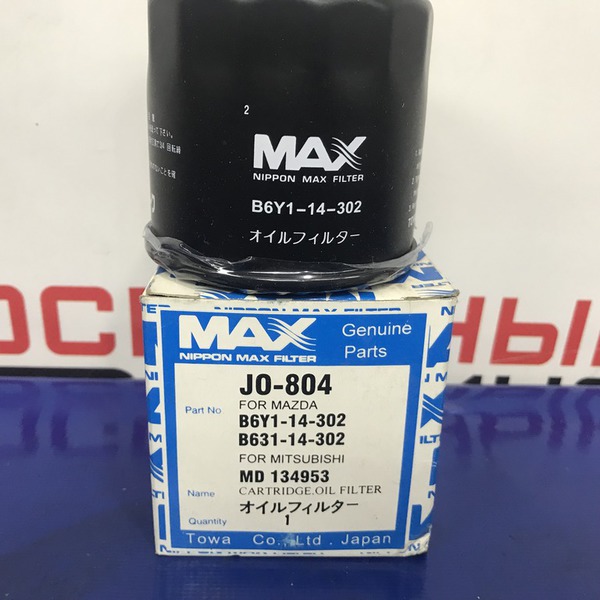 2
MAX
NIPPON MAX FILTER
B6Y1-14-302
オイルフィルター
MAX
NIPPON MAX FILTER
Genuine
Parts
JO-804
FOR MAZDA
Part No
B6Y1-14-302
B631-14-302
FOR MITSUBISHI
MD 134953
Name
CARTRIDGE.OIL FILTER
オイルフィルター
Quantity
1
Towa Co., Ltd. Japan